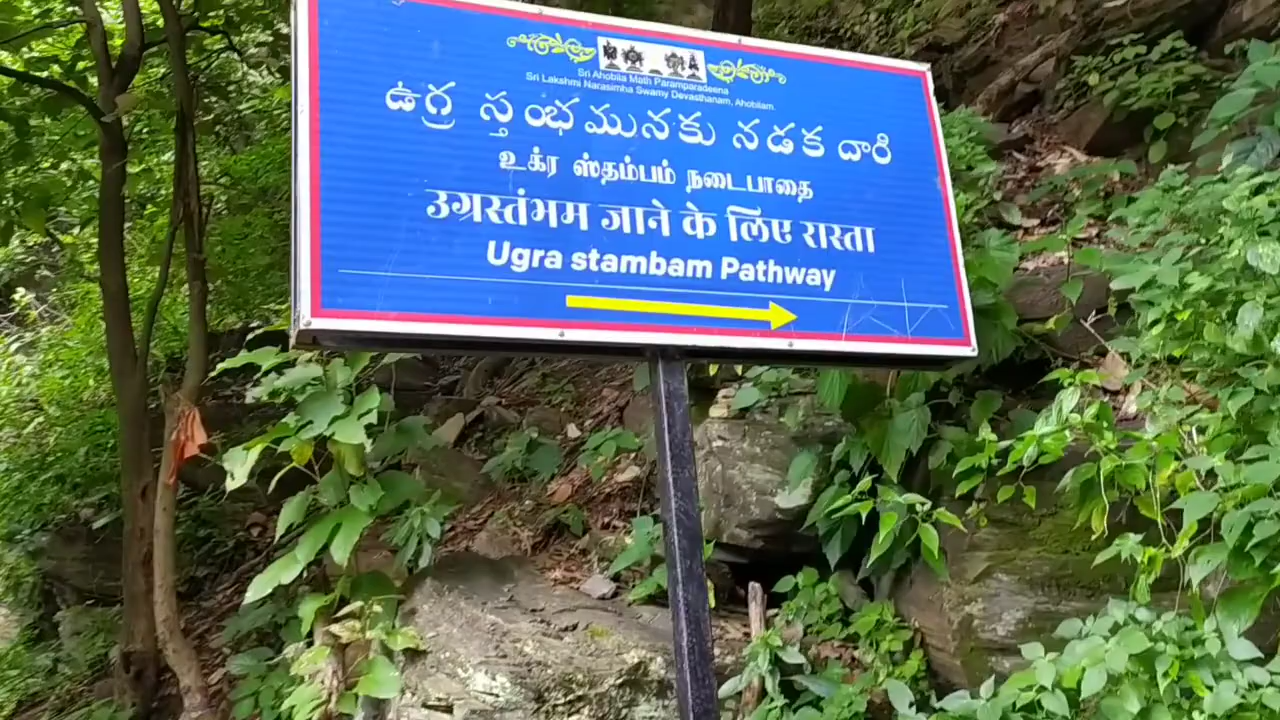 Sri Ahobila Math Paramparadeena
Sri Lakshmi Narasimha Swamy Devasthanam, Ahobilam.
ఉగ్ర స్తంభమునకు నడక దారి
உக்ர ஸ்தம்பம் நடைபாதை
उग्रस्तंभम जाने के लिए रास्ता
Ugra stambam Pathway